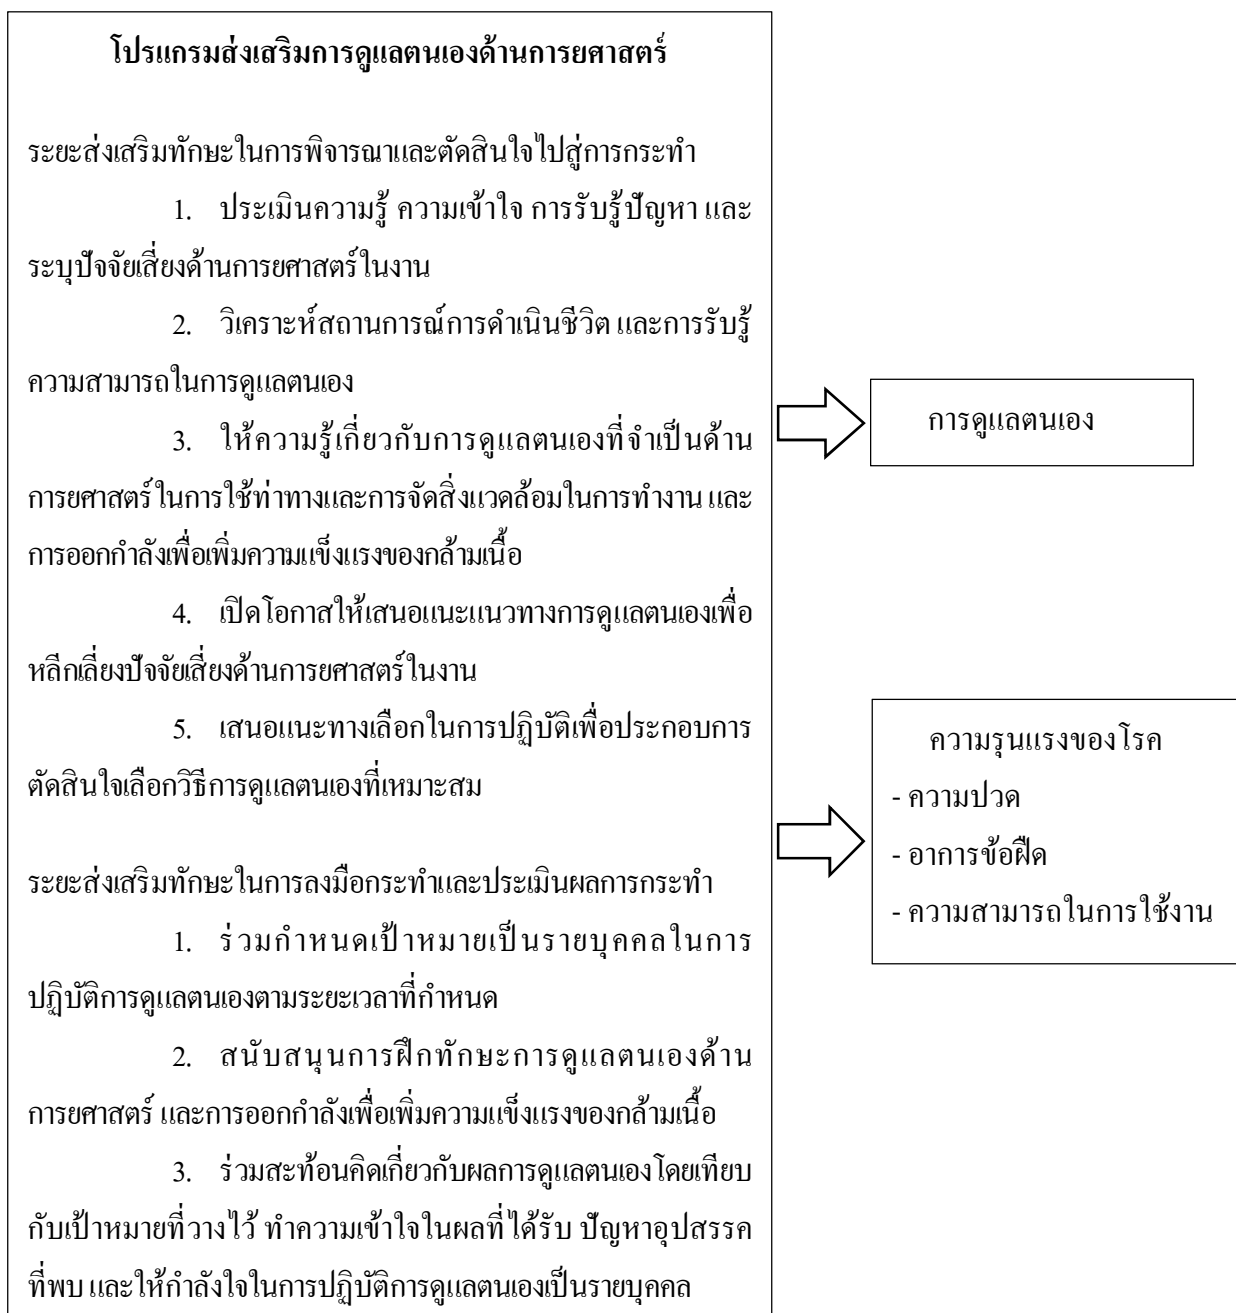 โปรแกรมส่งเสริมการดูแลตนเองด้านการยศาสตร์
ระยะส่งเสริมทักษะในการพิจารณาและตัดสินใจไปสู่การกระทำ
1. ประเมินความรู้ ความเข้าใจ การรับรู้ปัญหา และ
ระบุปัจจัยเสี่ยงด้านการยศาสตร์ในงาน
2. วิเคราะห์สถานการณ์การดำเนินชีวิต และการรับรู้
ความสามารถในการดูแลตนเอง
3. ให้ความรู้เกี่ยวกับการดูแลตนเองที่จำเป็นด้าน
การยศาสตร์ในการใช้ท่าทางและการจัดสิ่งแวดล้อมในการทำงาน และ
การออกกำลังเพื่อเพิ่มความแข็งแรงของกล้ามเนื้อ
4. เปิดโอกาสให้เสนอแนะแนวทางการดูแลตนเองเพื่อ
หลีกเลี่ยงปัจจัยเสี่ยงด้านการยศาสตร์ในงาน
5. เสนอแนะทางเลือกในการปฏิบัติเพื่อประกอบการ
ตัดสินใจเลือกวิธีการดูแลตนเองที่เหมาะสม
ระยะส่งเสริมทักษะในการลงมือกระทำและประเมินผลการกระทำ
1. ร่วมกำหนดเป้าหมายเป็นรายบุคคลในการ
ปฏิบัติการดูแลตนเองตามระยะเวลาที่กำหนด
2. สนับสนุนการฝึกทักษะการดูแลตนเองด้าน
การยศาสตร์ และการออกกำลังเพื่อเพิ่มความแข็งแรงของกล้ามเนื้อ
3. ร่วมสะท้อนคิดเกี่ยวกับผลการดูแลตนเองโดยเทียบ
กับเป้าหมายที่วางไว้ ทำความเข้าใจในผลที่ได้รับ ปัญหาอุปสรรค
ที่พบ และให้กำลังใจในการปฏิบัติการดูแลตนเองเป็นรายบุคคล
การดูแลตนเอง
ความรุนแรงของโรค
- ความปวด
- อาการข้อฝืด
- ความสามารถในการใช้งาน